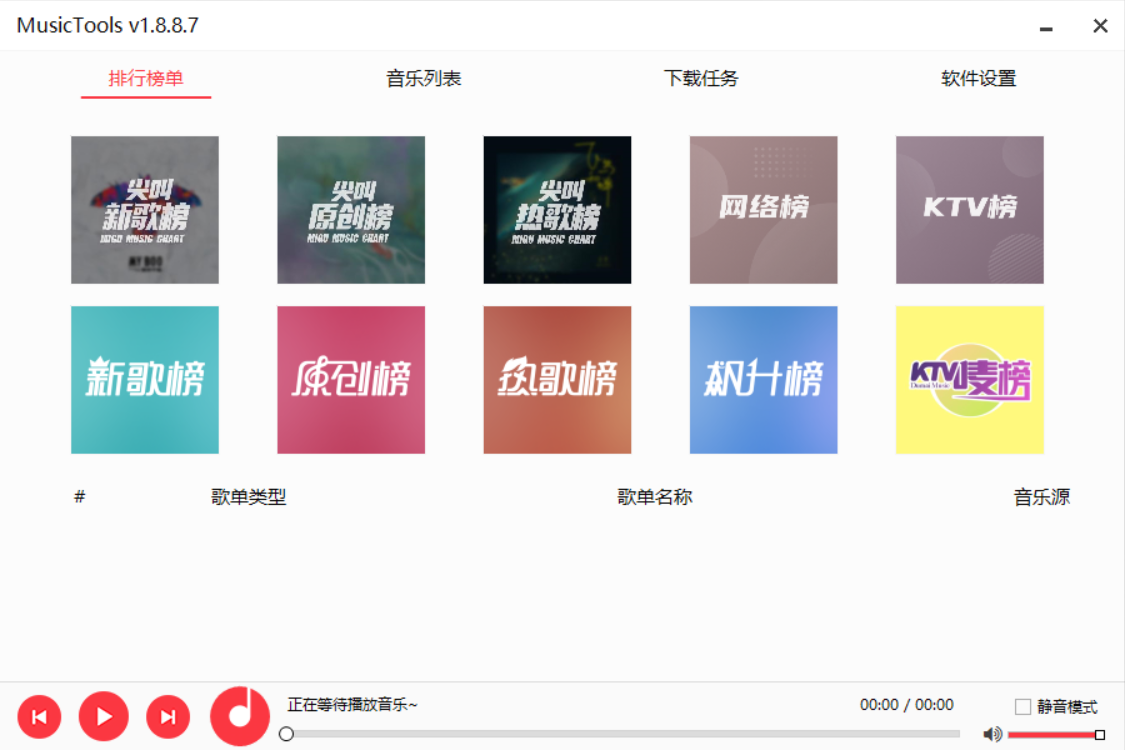 MusicTools v1.8.8.7
排行榜单
音乐列表
下载任务
软件设置
尖叫
新歌榜
MIGU MUSIC CHART
MY BOO
尖叫
原创榜
MIGU MUSIC CHART
尖叫
热歌榜
MIGU MUSIC CHART
网络榜
KTV榜
新歌榜
原创榜
热歌榜
飙升榜
KTV唛榜
Damai Music
#
歌单类型
歌单名称
音乐源
正在等待播放音乐~
00:00 / 00:00
静音模式